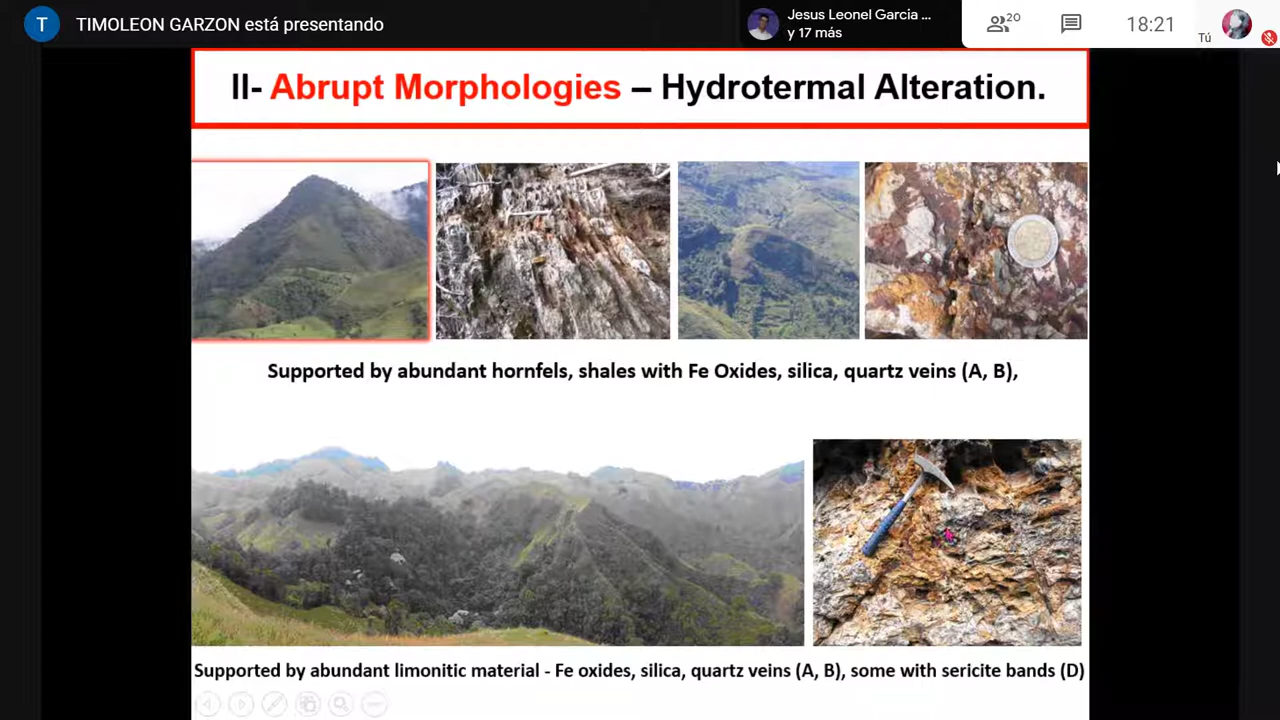 T
TIMOLEON GARZON está presentando
Jesus Leonel Garcia ...
y 17 más
20
18:21
Tú
II- Abrupt Morphologies – Hydrotermal Alteration.
Supported by abundant hornfels, shales with Fe Oxides, silica, quartz veins (A, B),
Supported by abundant limonitic material - Fe oxides, silica, quartz veins (A, B), some with sericite bands (D)